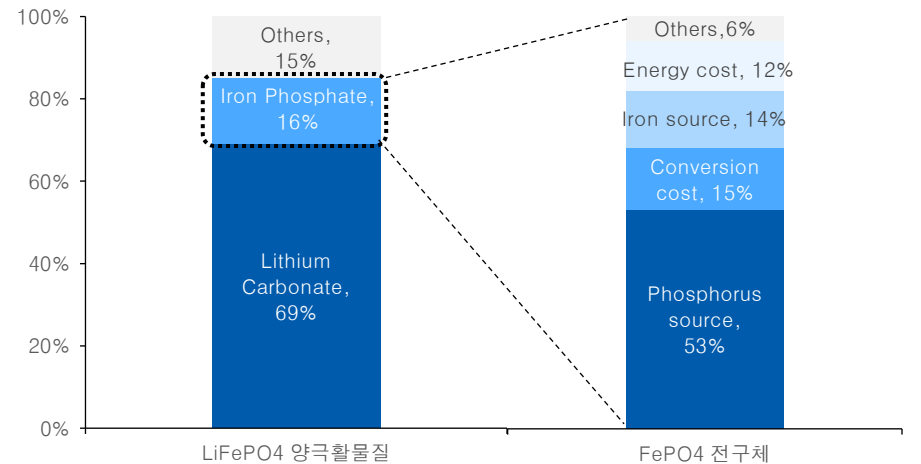 100%
80%
60%
40%
20%
0%
Others,
15%
Iron Phosphate,
16%
Lithium
Carbonate,
69%
Others,6%
Energy cost, 12%
Iron source, 14%
Conversion
cost, 15%
Phosphorus
source,
53%
LiFePO4 양극활물질
FePO4 전구체